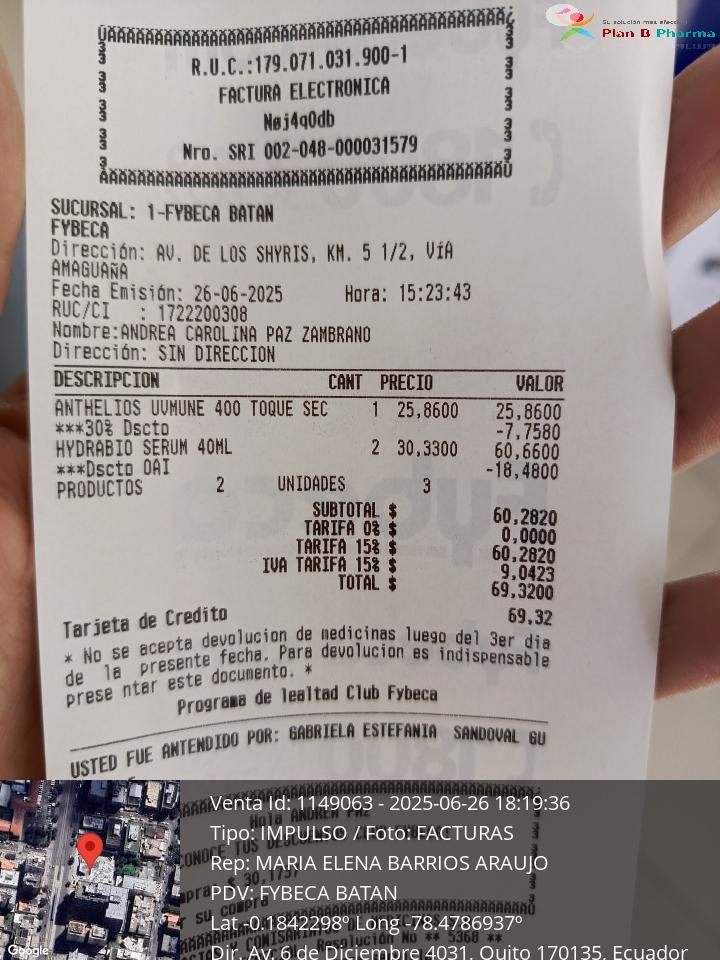 Su solución más efectiva
Plan B Pharma
R.U.C.:179.071.031.900-1
FACTURA ELECTRONICA
Nøj4q0db
Nro. SRI 002-048-000031579
SUCURSAL: 1-FYBECA BATAN
FYBECA
Dirección: AV. DE LOS SHYRIS, KM. 5 1/2, VíA
AMAGUAÑA
Fecha Emisión: 26-06-2025 Hora: 15:23:43
RUC/CI : 1722200308
Nombre:ANDREA CAROLINA PAZ ZAMBRANO
Dirección: SIN DIRECCION
DESCRIPCION CANT PRECIO VALOR
ANTHELIOS UVMUNE 400 TOQUE SEC 1 25,8600 25,8600
***30% Dscto -7,7580
HYDRABIO SERUM 40ML 2 30,3300 60,6600
***Dscto OAI -18,4800
PRODUCTOS 2 UNIDADES 3
SUBTOTAL $ 60,2820
TARIFA 0% $ 0,0000
TARIFA 15% $ 60,2820
IVA TARIFA 15% $ 9,0423
TOTAL $ 69,3200
Tarjeta de Credito 69,32
* No se acepta devolucion de medicinas luego del 3er dia
de la presente fecha. Para devolucion es indispensable
prese ntar este documento. *
Programa de lealtad Club Fybeca
USTED FUE ANTENDIDO POR: GABRIELA ESTEFANIA SANDOVAL GU
Venta Id: 1149063 - 2025-06-26 18:19:36
Tipo: IMPULSO / Foto: FACTURAS
Rep: MARIA ELENA BARRIOS ARAUJO
PDV: FYBECA BATAN
Lat -0.1842298° Long -78.4786937°
Dir. Av. 6 de Diciembre 4031, Quito 170135, Ecuador
Google